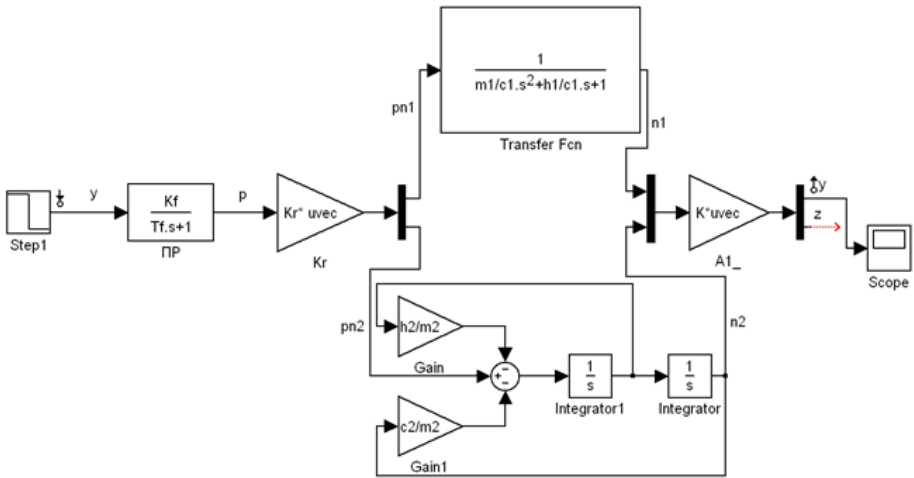 1
m1/c1.s2+h1/c1.s+1
Transfer Fcn
pn1
n1
y
Kf
Tf.s+1
ПР
p
Kr* uvec
Kr
Step1
K*uvec
A1_
y
z
Scope
pn2
h2/m2
Gain
n2
1
s
Integrator1
1
s
Integrator
c2/m2
Gain1